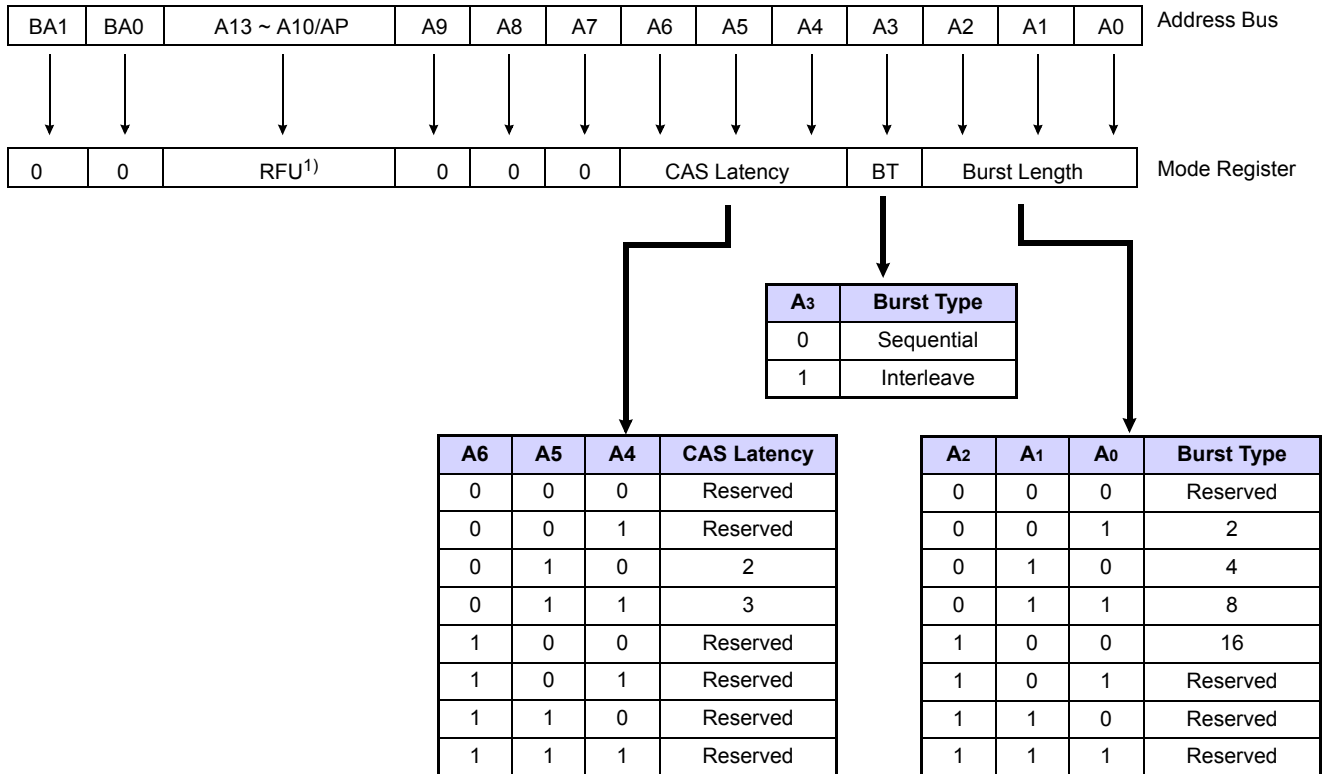 BA1 BA0 A13 ~ A10/AP A9 A8 A7 A6 A5 A4 A3 A2 A1 A0 Address Bus
0 0 RFU1) 0 0 0 CAS Latency BT Burst Length Mode Register
A3 Burst Type
0 Sequential
1 Interleave
A6 A5 A4 CAS Latency
0 0 0 Reserved
0 0 1 Reserved
0 1 0 2
0 1 1 3
1 0 0 Reserved
1 0 1 Reserved
1 1 0 Reserved
1 1 1 Reserved
A2 A1 A0 Burst Type
0 0 0 Reserved
0 0 1 2
0 1 0 4
0 1 1 8
1 0 0 16
1 0 1 Reserved
1 1 0 Reserved
1 1 1 Reserved